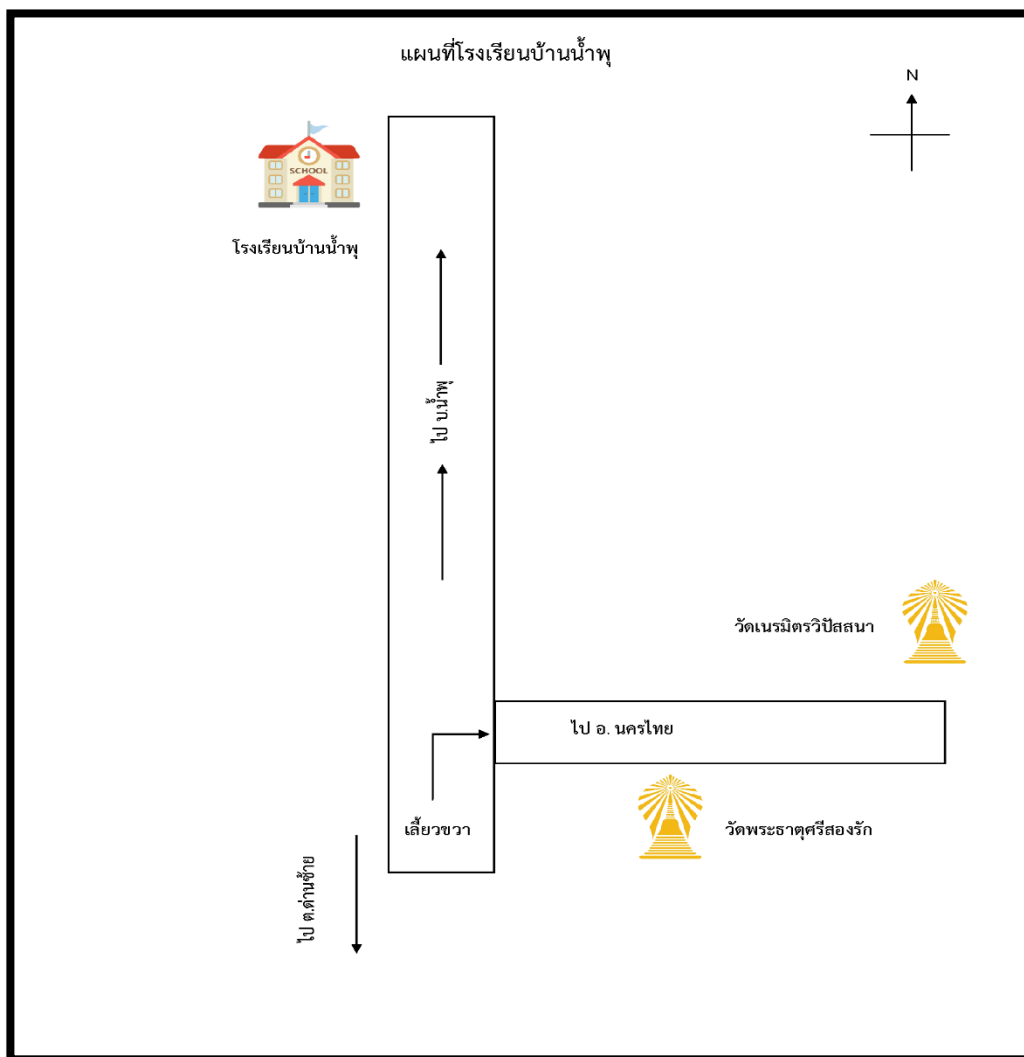 แผนที่โรงเรียนบ้านน้ำพุ
N
SCHOOL
โรงเรียนบ้านน้ำพุ
ไป บ.น้ำพุ
วัดเนรมิตรวิปัสสนา
ไป อ. นครไทย
เลี้ยวขวา
วัดพระธาตุศรีสองรัก
ไป ต.ด่านซ้าย